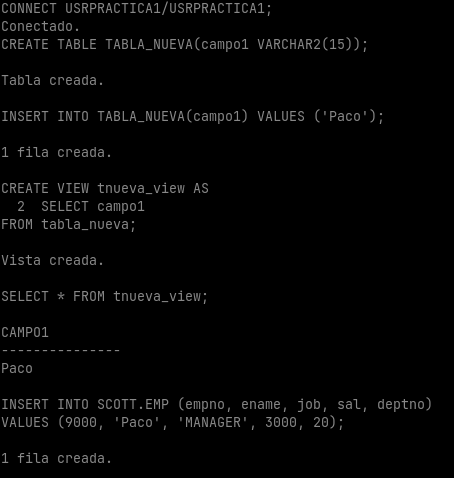 CONNECT USRPRACTICA1/USRPRACTICA1;
Conectado.
CREATE TABLE TABLA_NUEVA(campo1 VARCHAR2(15));
Tabla creada.
INSERT INTO TABLA_NUEVA(campo1) VALUES ('Paco');
1 fila creada.
CREATE VIEW tnueva_view AS
  2  SELECT campo1
FROM tabla_nueva;
Vista creada.
SELECT * FROM tnueva_view;
CAMPO1
---------------
Paco
INSERT INTO SCOTT.EMP (empno, ename, job, sal, deptno)
VALUES (9000, 'Paco', 'MANAGER', 3000, 20);
1 fila creada.